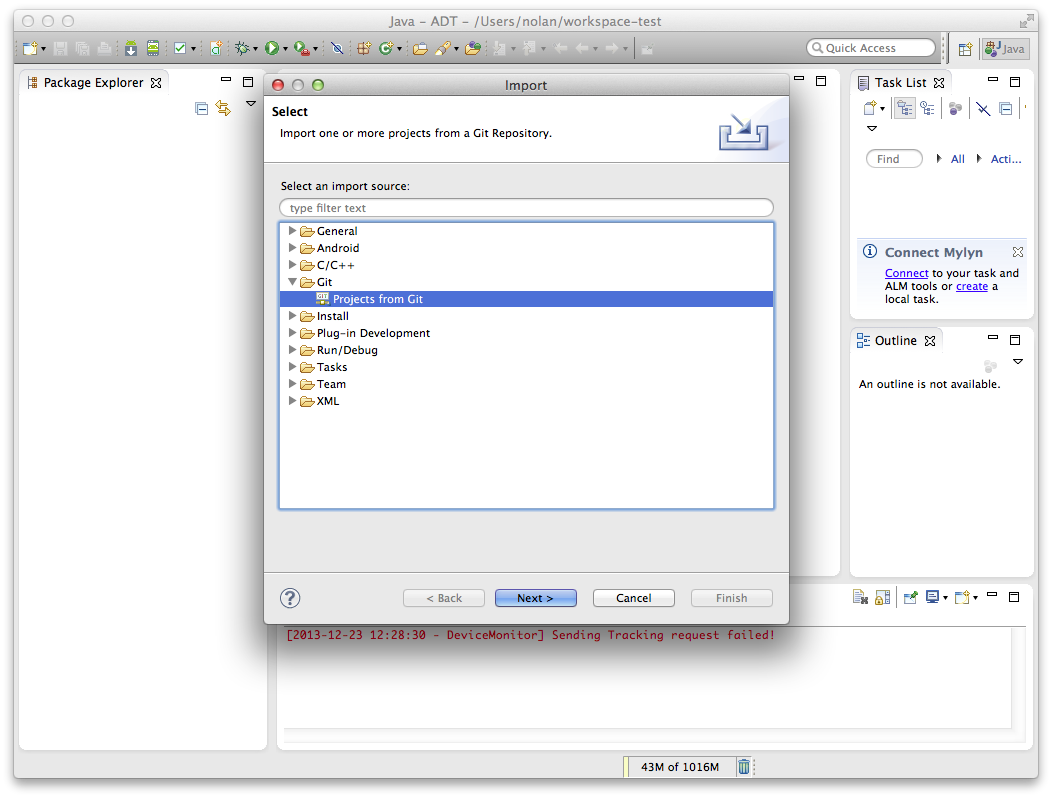 Java – ADT – /Users/nolan/workspace-test
Quick Access
Java
Package Explorer
Import
Select
Import one or more projects from a Git Repository.
Select an import source:
type filter text
General
Android
C/C++
Git
GIT
Projects from Git
Install
Plug-in Development
Run/Debug
Tasks
Team
XML
?
< Back
Next >
Cancel
Finish
Task List
Find
All
Acti...
Connect Mylyn
Connect to your task and
ALM tools or create a
local task.
Outline
An outline is not available.
[2013-12-23 12:28:30 - DeviceMonitor] Sending Tracking request failed!
43M of 1016M